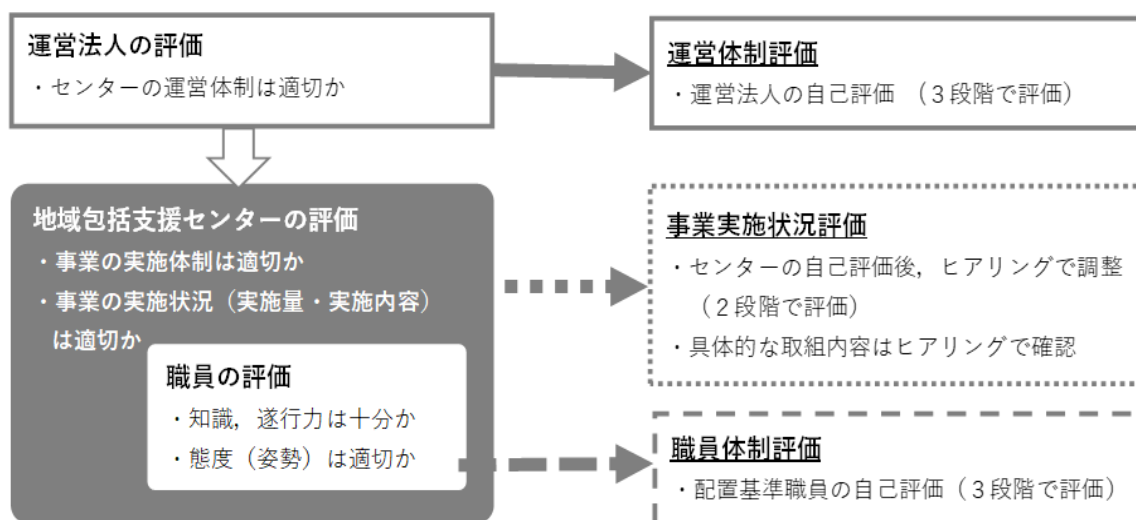 運営法人の評価
・センターの運営体制は適切か
運営体制評価
・運営法人の自己評価 （３段階で評価）
地域包括支援センターの評価
・事業の実施体制は適切か
・事業の実施状況（実施量・実施内容）
は適切か
職員の評価
・知識，遂行力は十分か
・態度（姿勢）は適切か
事業実施状況評価
・センターの自己評価後，ヒアリングで調整
（２段階で評価）
・具体的な取組内容はヒアリングで確認
職員体制評価
・配置基準職員の自己評価（３段階で評価）